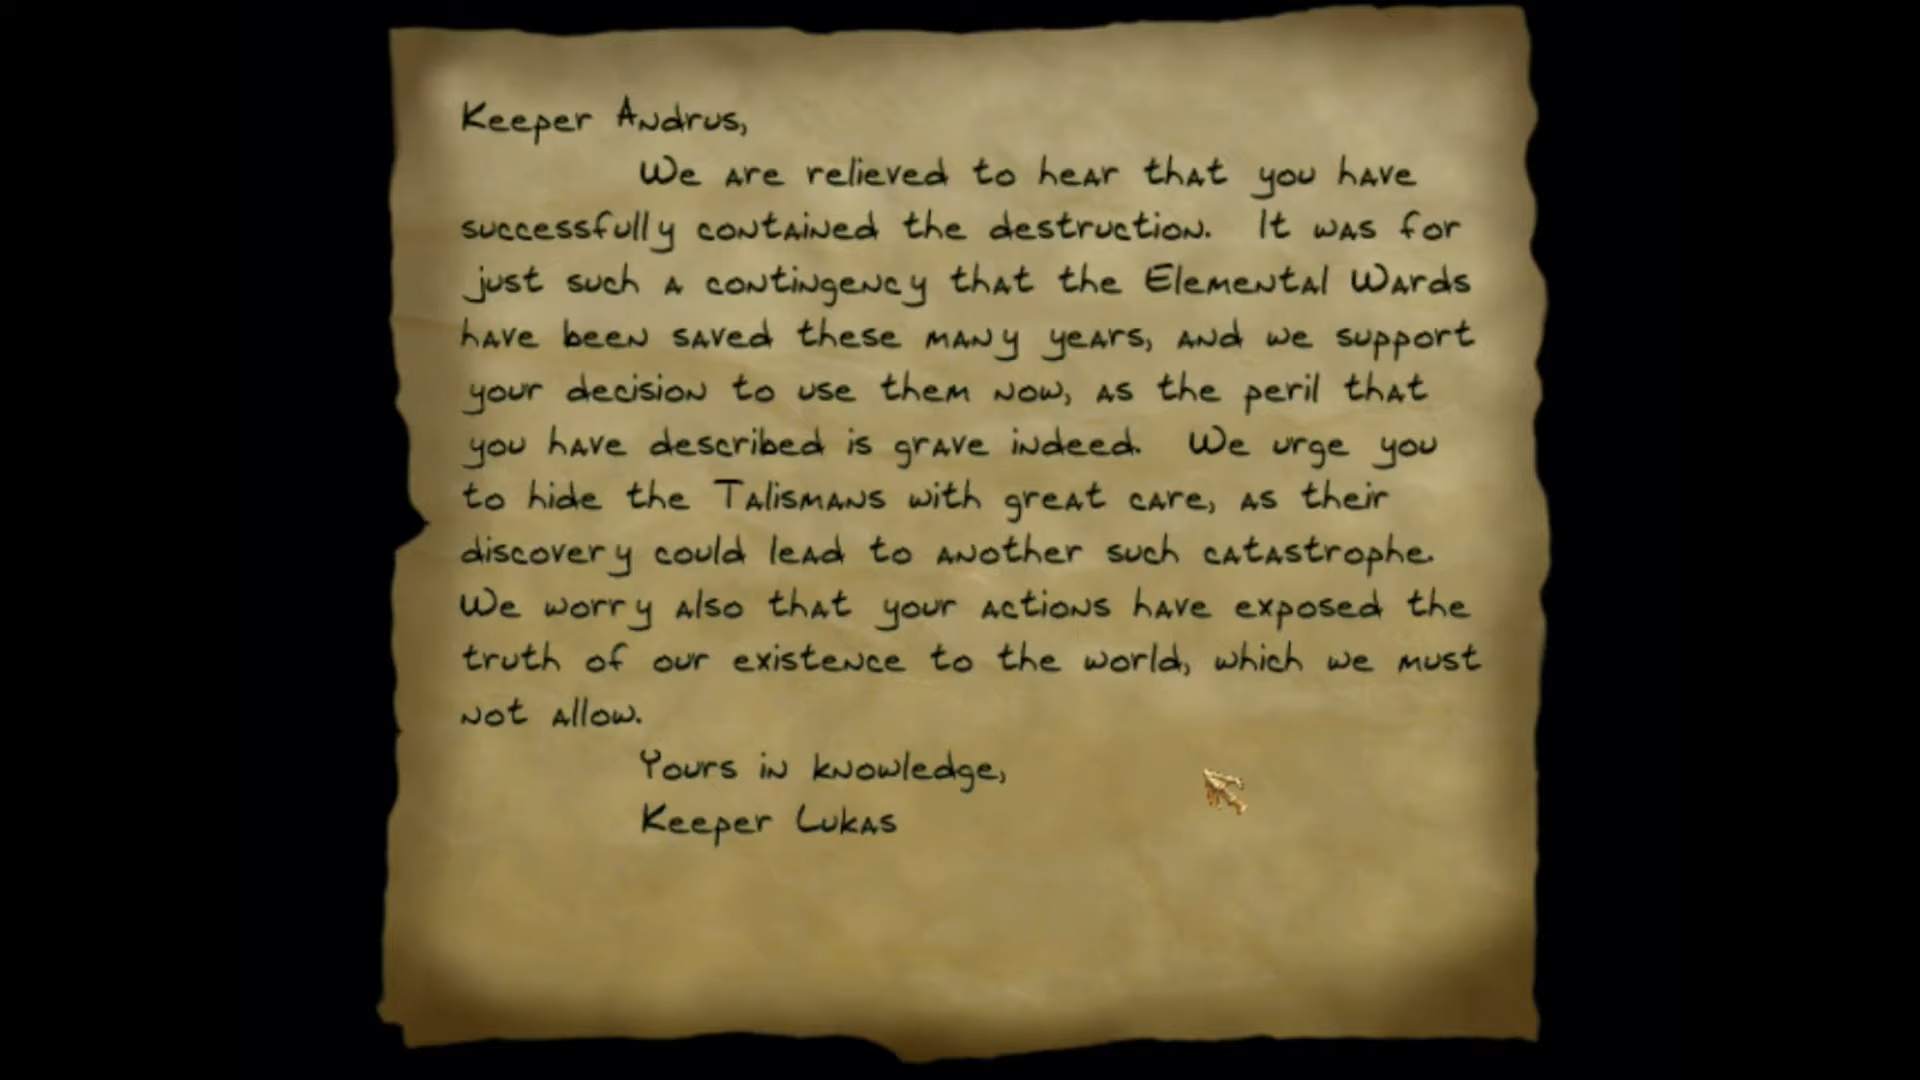 Keeper Andrus,
We are relieved to hear that you have
successfully contained the destruction. It was for
just such a contingency that the Elemental Wards
have been saved these many years, and we support
your decision to use them now, as the peril that
you have described is grave indeed. We urge you
to hide the Talismans with great care, as their
discovery could lead to another such catastrophe.
We worry also that your actions have exposed the
truth of our existence to the world, which we must
not allow.
Yours in knowledge,
Keeper Lukas